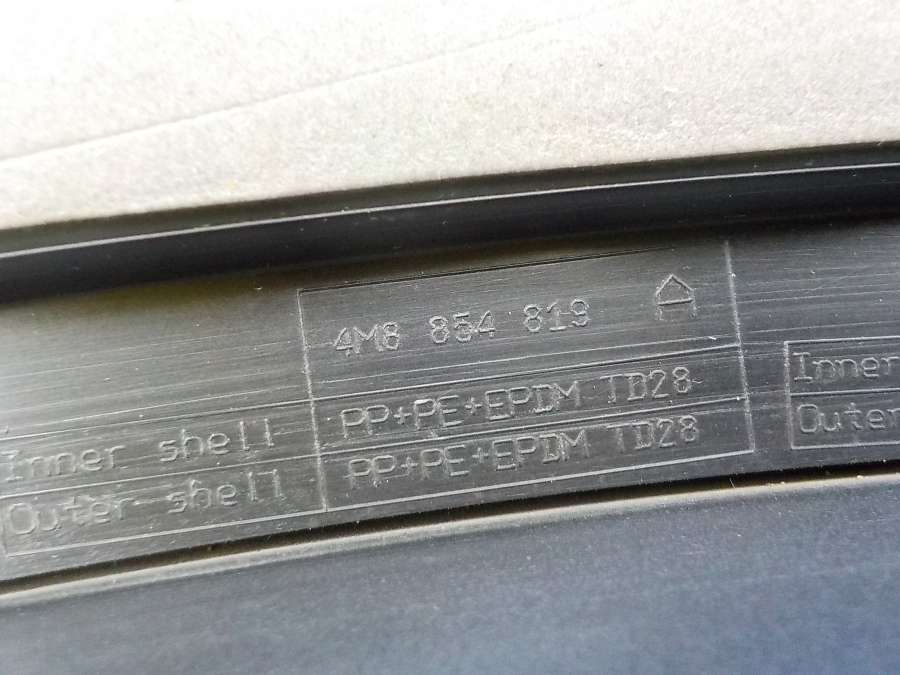 4M8 854 819 A
Inner shell PP+PE+EPDM TD28
Outer shell PP+PE+EPDM TD28
Inner
Outer